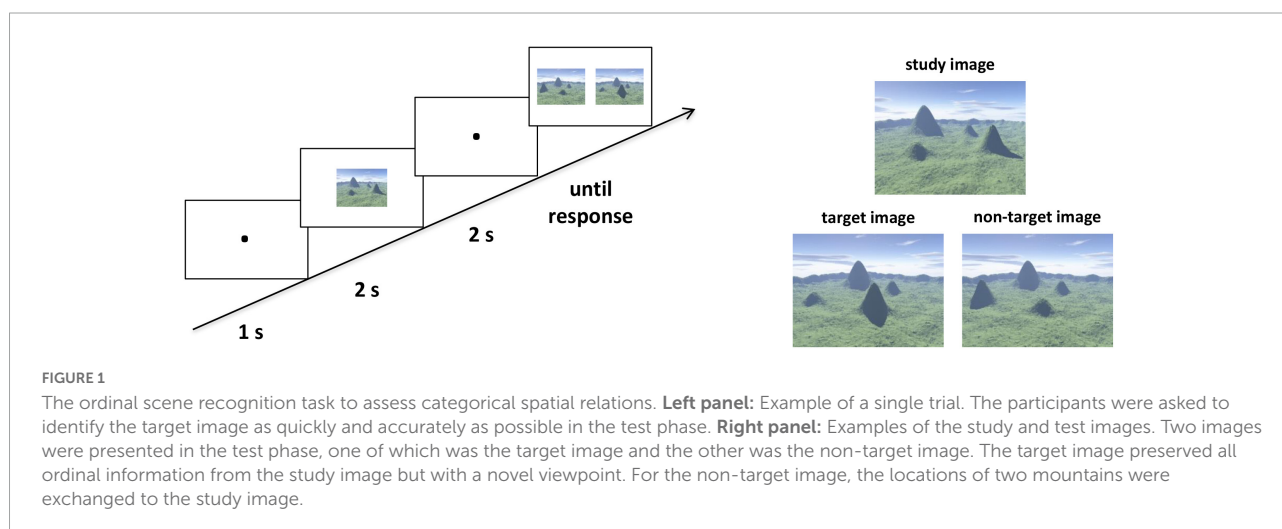 study image
target image
non-target image
until
response
2 s
2 s
1 s
FIGURE 1
The ordinal scene recognition task to assess categorical spatial relations. Left panel: Example of a single trial. The participants were asked to
identify the target image as quickly and accurately as possible in the test phase. Right panel: Examples of the study and test images. Two images
were presented in the test phase, one of which was the target image and the other was the non-target image. The target image preserved all
ordinal information from the study image but with a novel viewpoint. For the non-target image, the locations of two mountains were
exchanged to the study image.